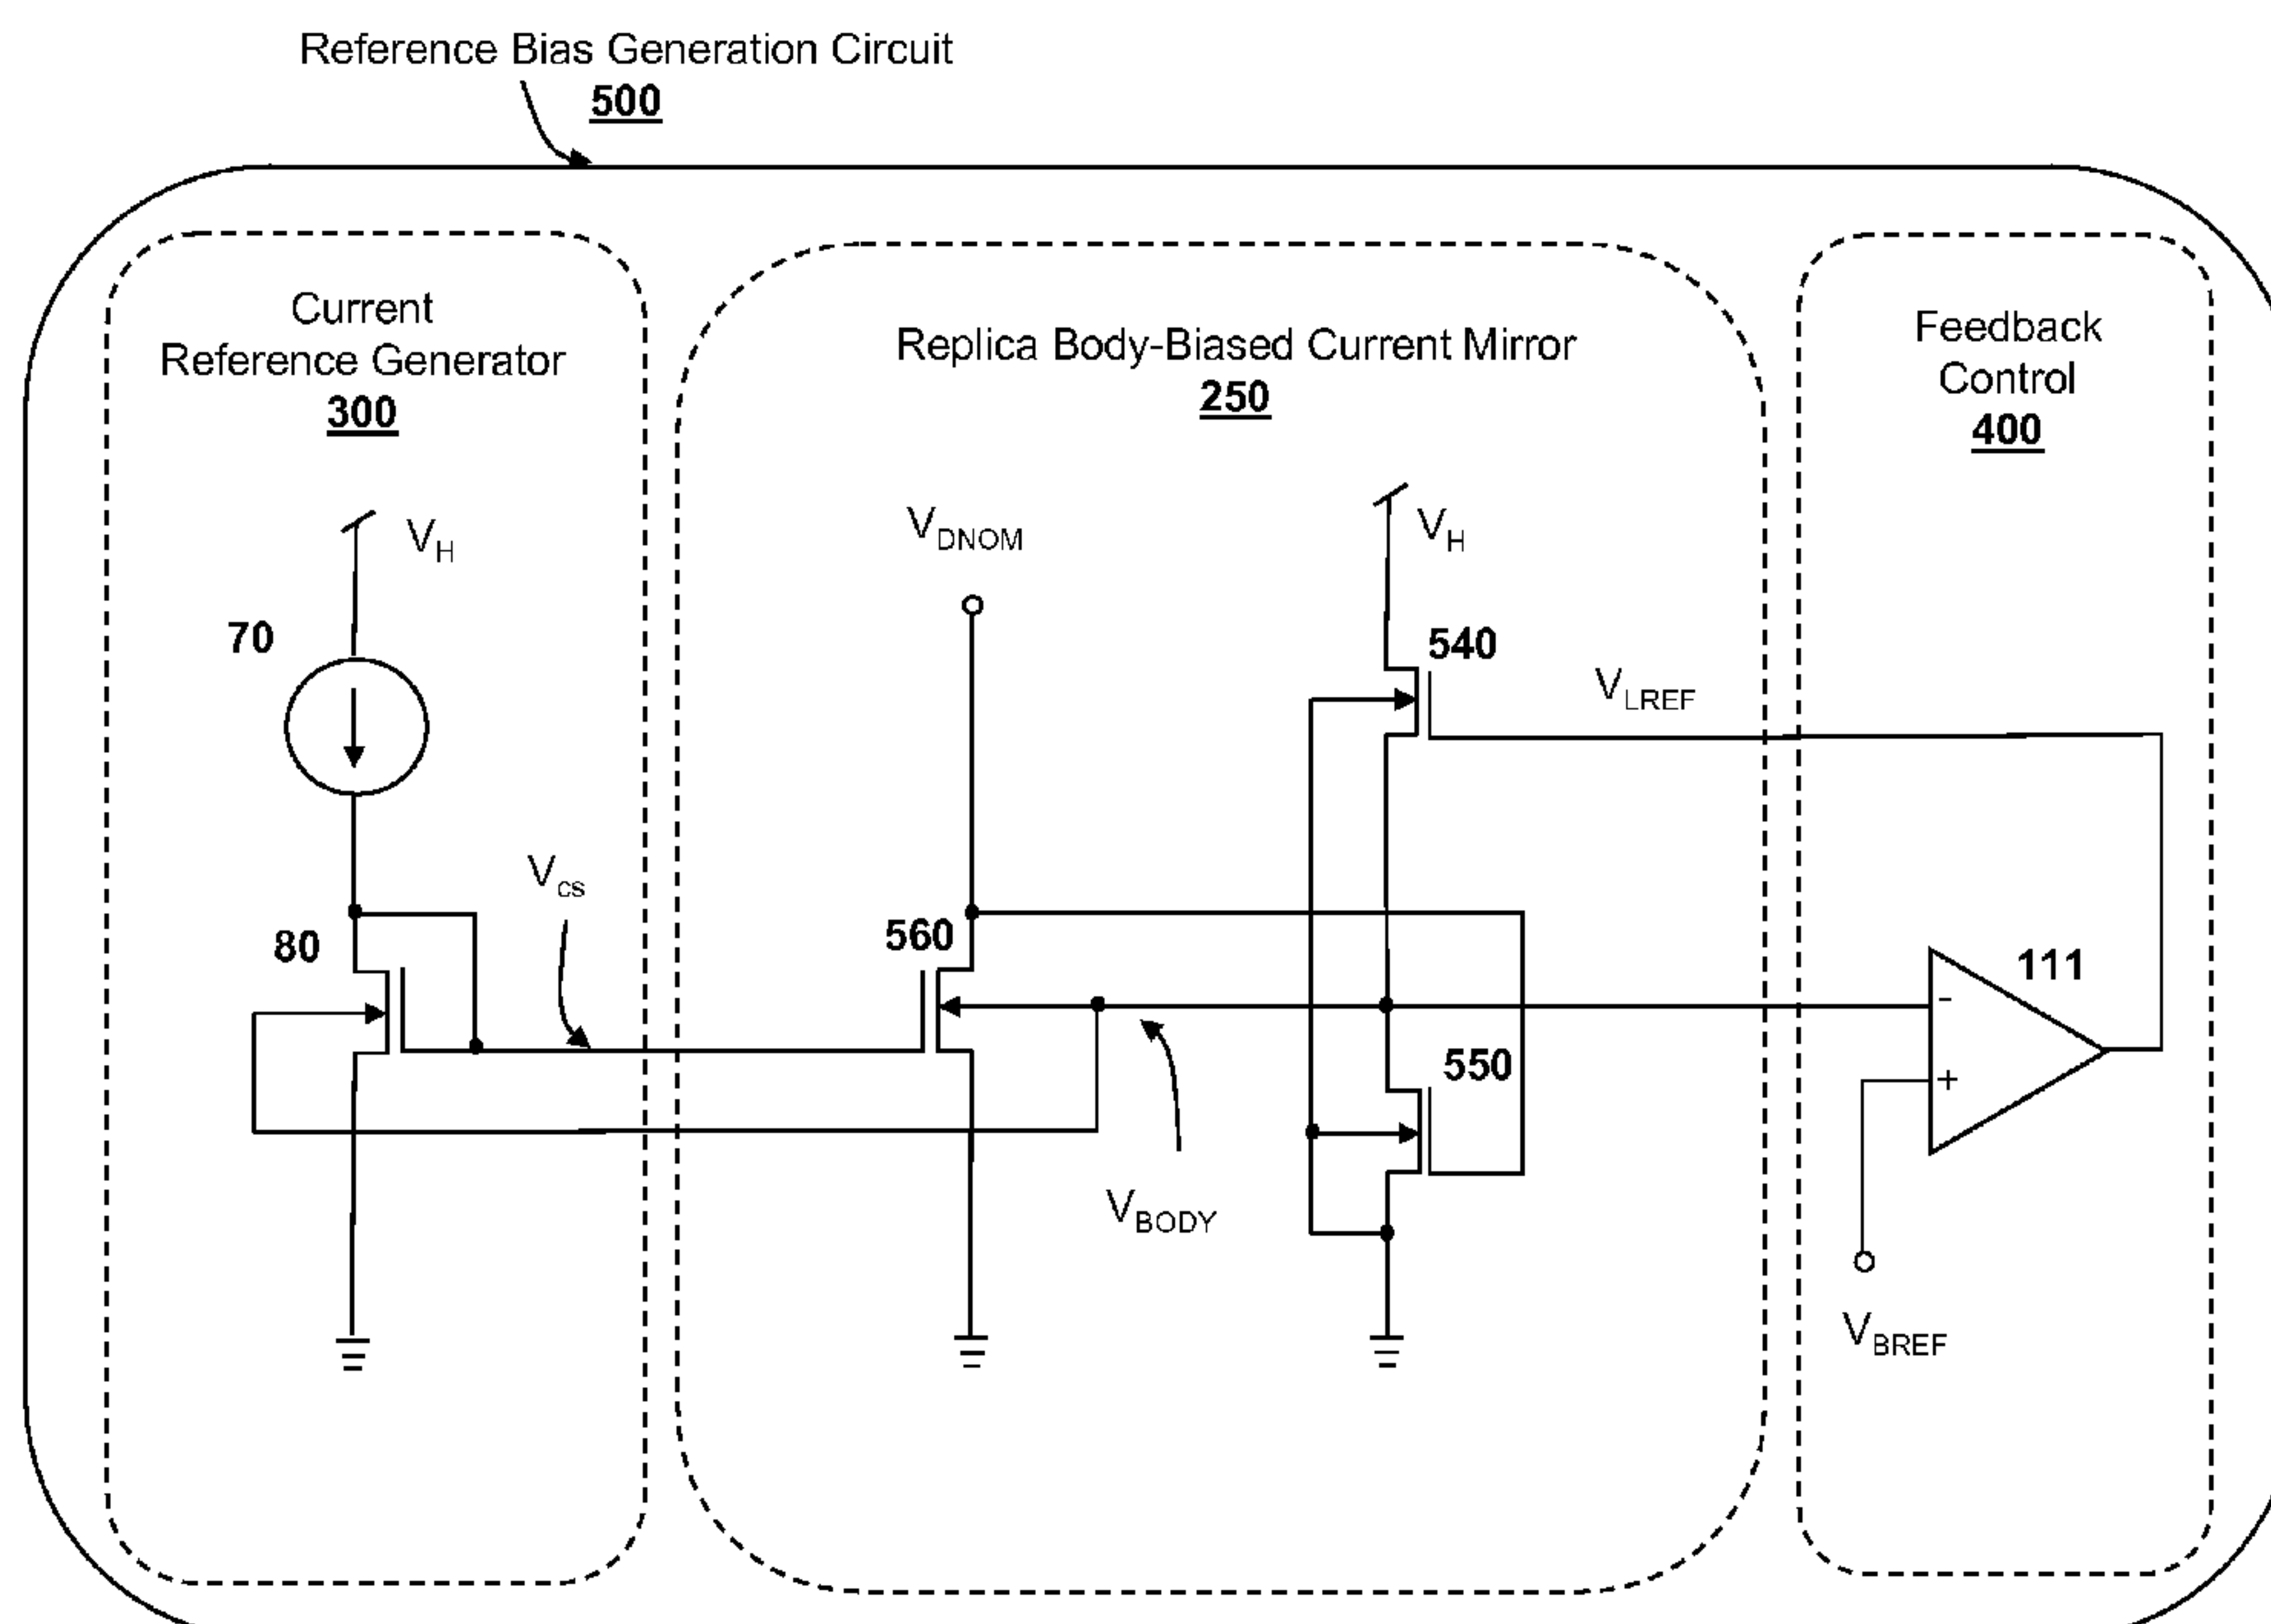 Reference Bias Generation Circuit
500
Current
Reference Generator
300
Replica Body-Biased Current Mirror
250
Feedback
Control
400
VH
VDNOM
VH
70
540
VLREF
VCS
80
560
550
111
-
+
VBODY
VBREF